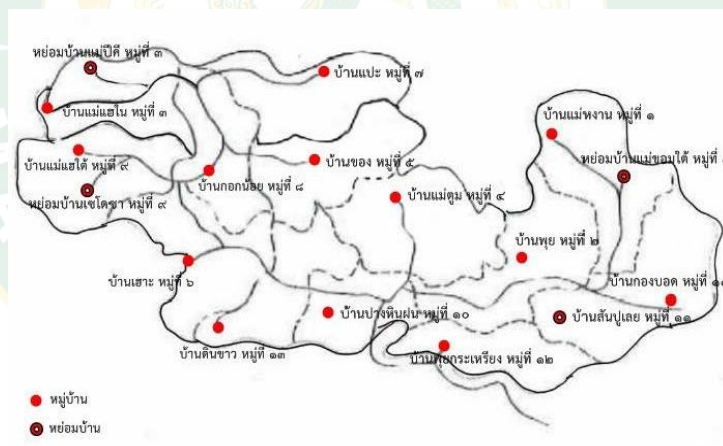 หย่อมบ้านแม่ปีคี หมู่ที่ ๓
บ้านแปะ หมู่ที่ ๗
บ้านแม่แฮใน หมู่ที่ ๓
บ้านแม่หงาน หมู่ที่ ๑
บ้านแม่แฮใต้ หมู่ที่ ๙
บ้านของ หมู่ที่ ๕
หย่อมบ้านแม่ขอมใต้ หมู่ที่
บ้านกอกน้อย หมู่ที่ ๘
หย่อมบ้านเซโดซา หมู่ที่ ๙
บ้านแม่ตูม หมู่ที่ ๔
บ้านพุย หมู่ที่ ๒
บ้านเฮาะ หมู่ที่ ๖
บ้านกองบอด หมู่ที่ ๑๑
บ้านปางหินฝน หมู่ที่ ๑๐
บ้านสันปูเลย หมู่ที่ ๑๑
บ้านดินขาว หมู่ที่ ๑๓
บ้านพุยกระเหรี่ยง หมู่ที่ ๑๒
หมู่บ้าน
หย่อมบ้าน